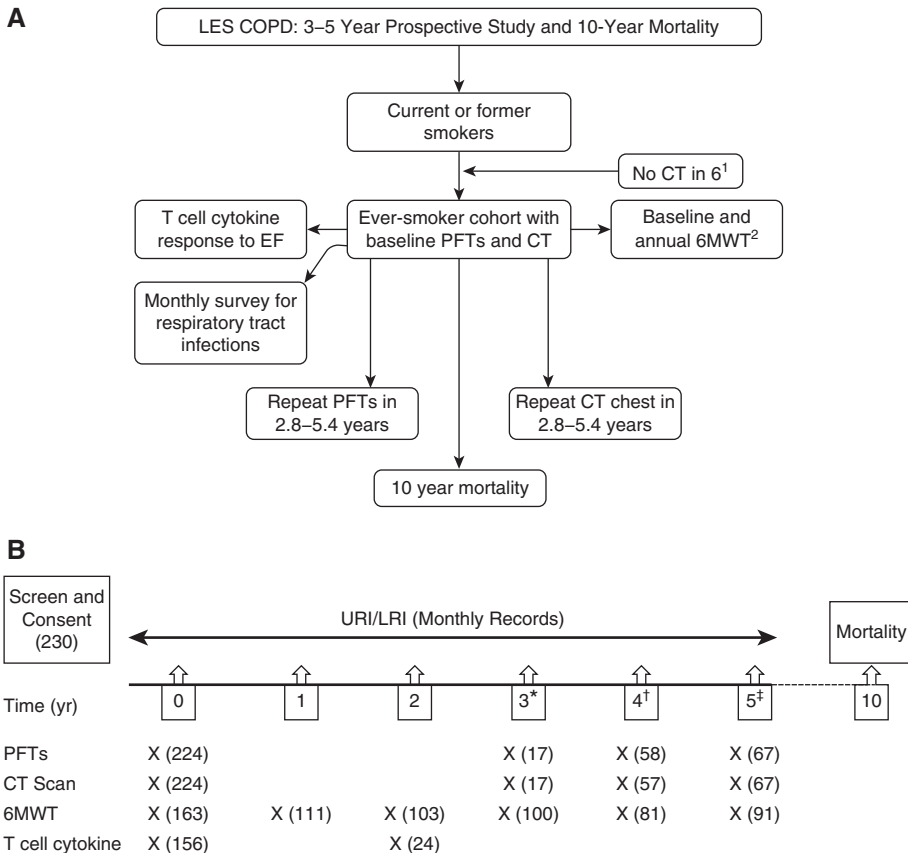 A
LES COPD: 3–5 Year Prospective Study and 10-Year Mortality
Current or former
smokers
No CT in 6¹
T cell cytokine
response to EF
Ever-smoker cohort with
baseline PFTs and CT
Baseline and
annual 6MWT²
Monthly survey for
respiratory tract
infections
Repeat PFTs in
2.8–5.4 years
Repeat CT chest in
2.8–5.4 years
10 year mortality
B
Screen and
Consent
(230)
URI/LRI (Monthly Records)
Mortality
Time (yr) 0 1 2 3* 4† 5‡ 10
PFTs X (224) X (17) X (58) X (67)
CT Scan X (224) X (17) X (57) X (67)
6MWT X (163) X (111) X (103) X (100) X (81) X (91)
T cell cytokine X (156) X (24)